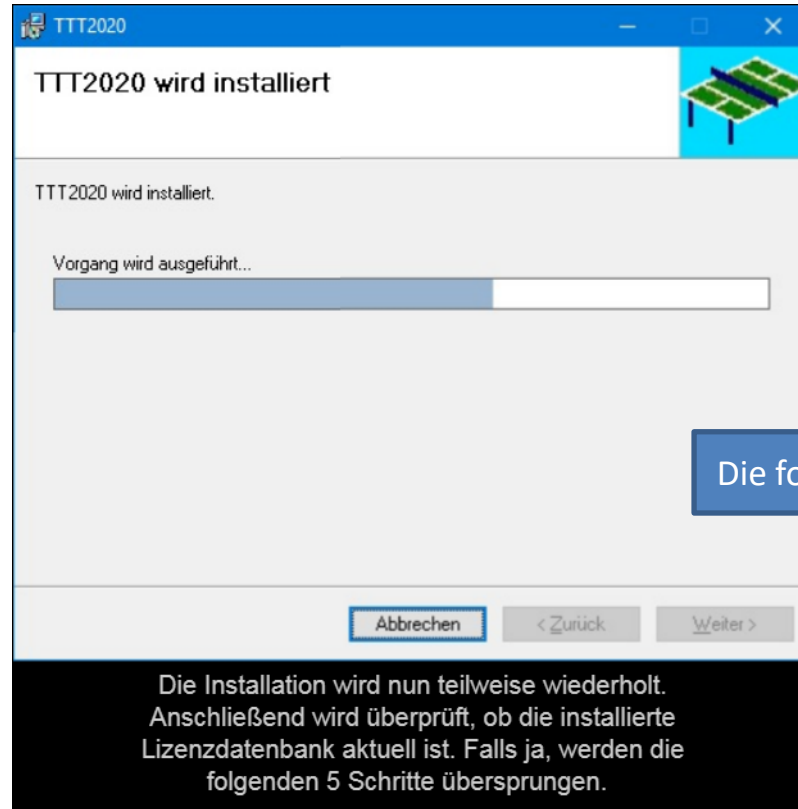 TTT2020
TTT2020 wird installiert
TTT2020 wird installiert.
Vorgang wird ausgeführt...
Die fo
Abbrechen
< Zurück
Weiter >
Die Installation wird nun teilweise wiederholt.
Anschließend wird überprüft, ob die installierte
Lizenzdatenbank aktuell ist. Falls ja, werden die
folgenden 5 Schritte übersprungen.